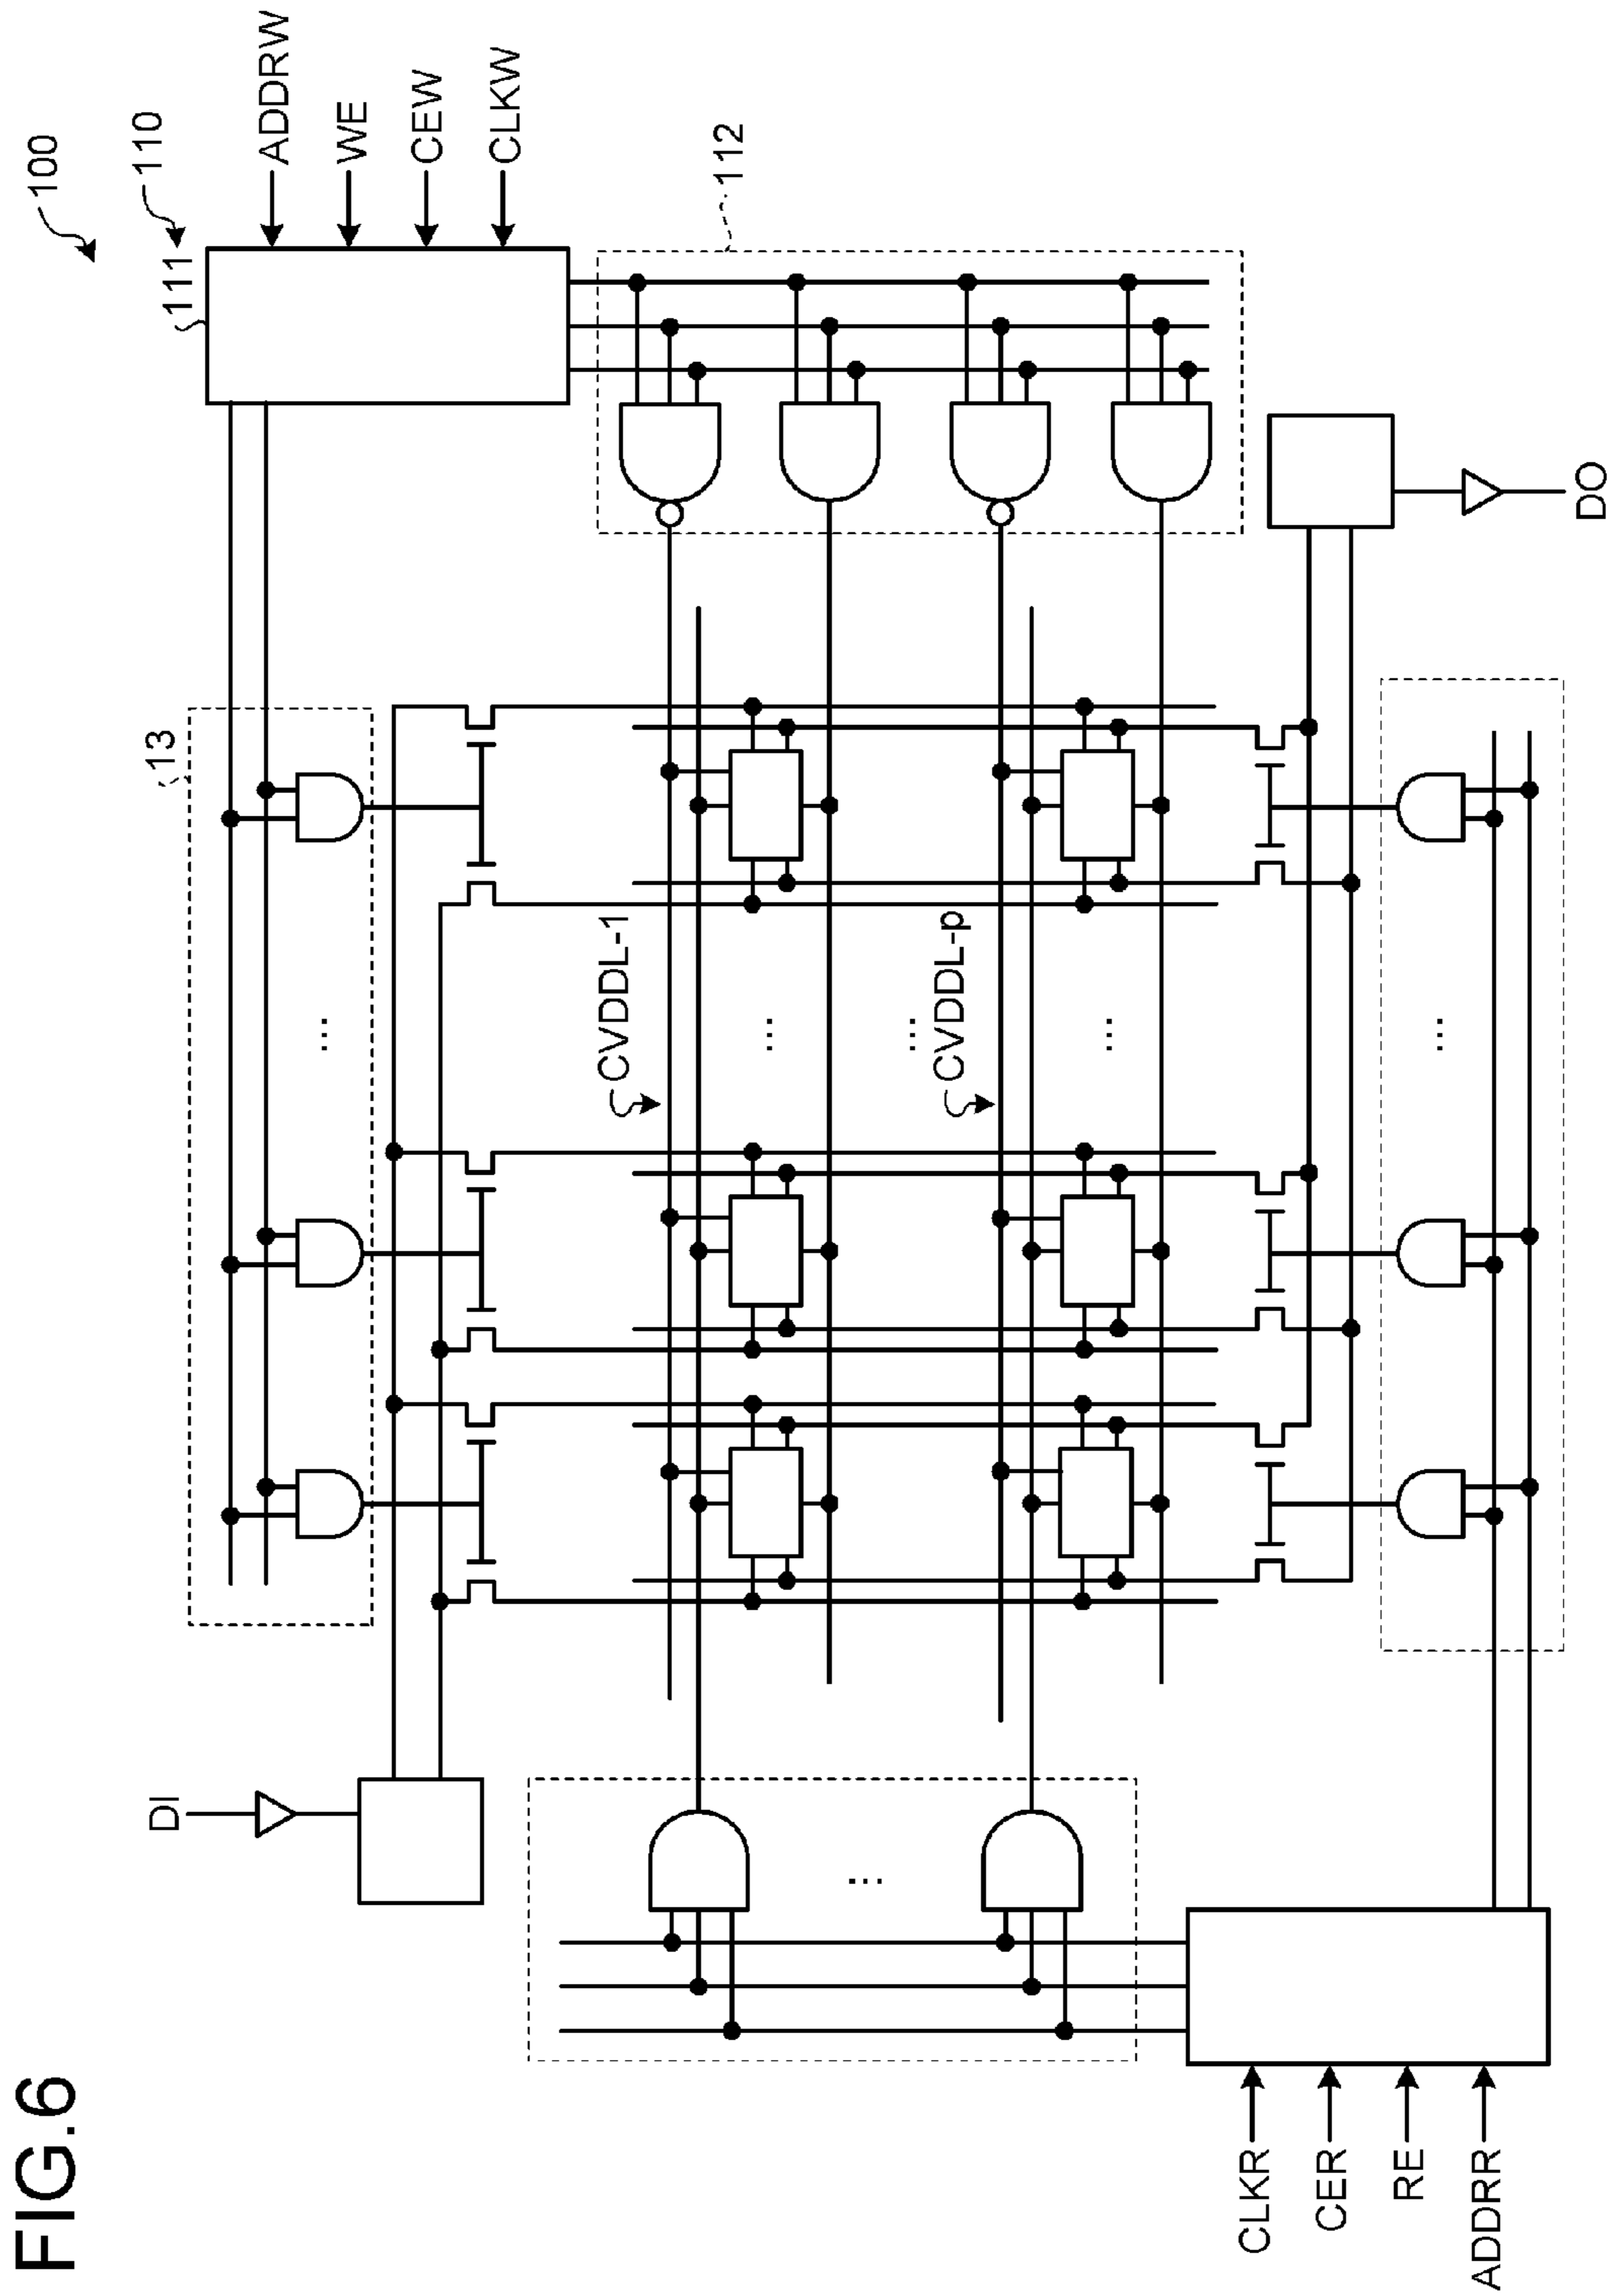 FIG.6
100
110
111
ADDRW
WE
CEW
CLKW
112
13
...
CVDDL-1
...
...
CVDDL-p
...
...
DI
...
DO
CLKR
CER
RE
ADDRR